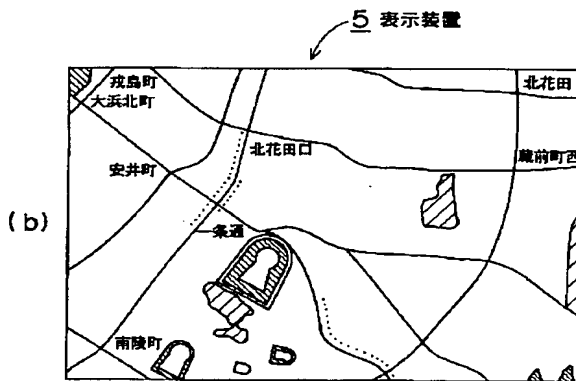 5 表示装置
(b)
戎島町
大浜北町
北花田口
北花田
安井町
蔵前町西
一条通
南陵町